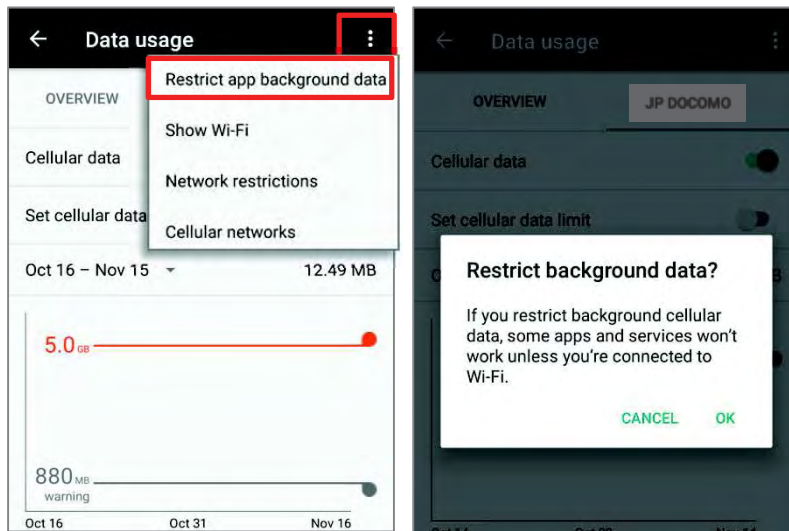 Data usage
Restrict app background data
OVERVIEW
Show Wi-Fi
Cellular data
Network restrictions
Set cellular data
Cellular networks
Oct 16 – Nov 15
12.49 MB
5.0 GB
880 MB
warning
Oct 16 Oct 31 Nov 16
Data usage
OVERVIEW JP DOCOMO
Cellular data
Set cellular data limit
Restrict background data?
If you restrict background cellular
data, some apps and services won't
work unless you're connected to
Wi-Fi.
CANCEL OK